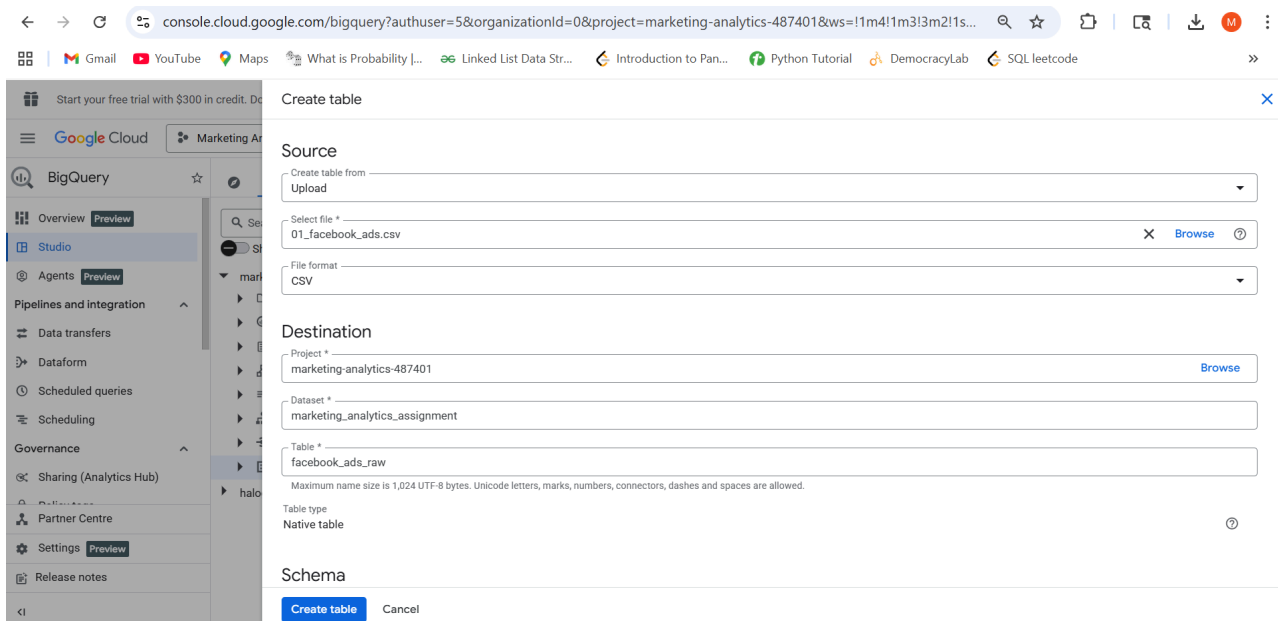 console.cloud.google.com/bigquery?authuser=5&organizationId=0&project=marketing-analytics-487401&ws=!1m4!1m3!3m2!1s...
M
Gmail YouTube Maps What is Probability |... Linked List Data Str... Introduction to Pan... Python Tutorial DemocracyLab SQL leetcode »
Start your free trial with $300 in credit.
Create table
Google Cloud
Marketing
BigQuery
Overview Preview
Studio
Agents Preview
Pipelines and integration
Data transfers
Dataform
Scheduled queries
Scheduling
Governance
Sharing (Analytics Hub)
Partner Centre
Settings Preview
Release notes
Source
Create table from
Upload
Select file *
01_facebook_ads.csv
Browse
File format
CSV
Destination
Project *
marketing-analytics-487401
Browse
Dataset *
marketing_analytics_assignment
Table *
facebook_ads_raw
Maximum name size is 1,024 UTF-8 bytes. Unicode letters, marks, numbers, connectors, dashes and spaces are allowed.
Table type
Native table
Schema
Create table Cancel